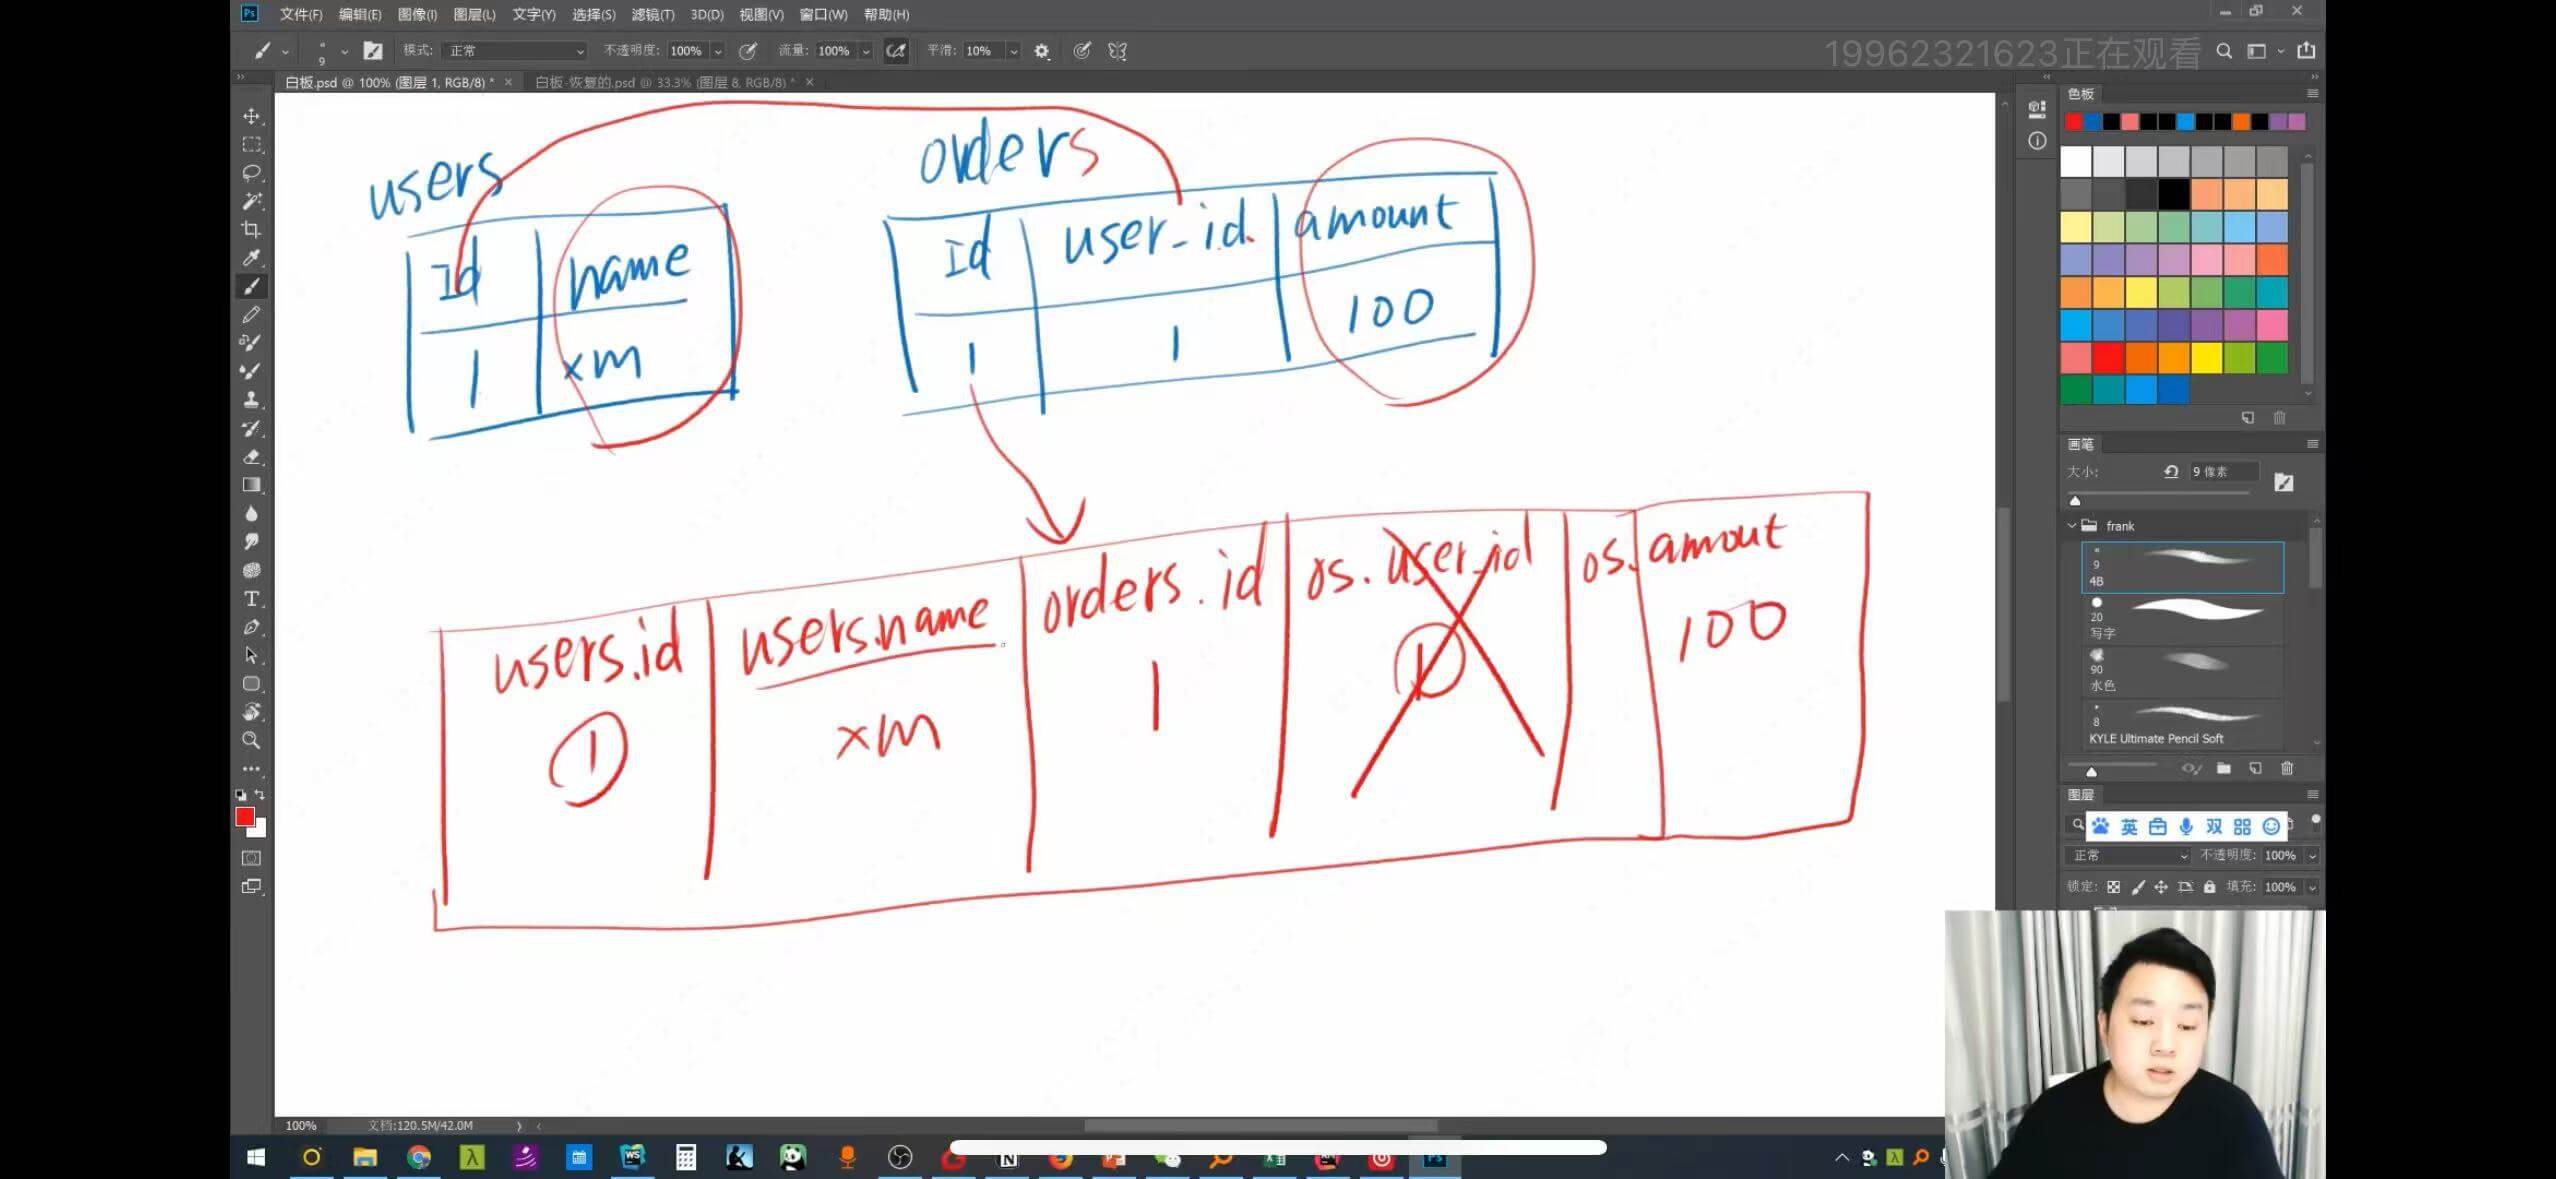 文件(F) 编辑(E) 图像(I) 图层(L) 文字(Y) 选择(S) 滤镜(T) 3D(D) 视图(V) 窗口(W) 帮助(H)
9 模式: 正常 不透明度: 100% 流量: 100% 平滑: 10%
19962321623正在观看
白板.psd @ 100% (图层 1, RGB/8) * × 白板-恢复的.psd @ 33.3% (图层 8, RGB/8) * ×
色板
users
orders
Id name
Id user_id amount
1 xm
1 1 100
users.id users.name orders.id os.user_id os.amout
1 xm 1 1 100
画笔
大小: 9 像素
frank
9
4B
20
写字
90
水色
8
KYLE Ultimate Pencil Soft
图层
英 双
正常 不透明度: 100%
锁定: 填充: 100%
100% 文档:120.5M/42.0M